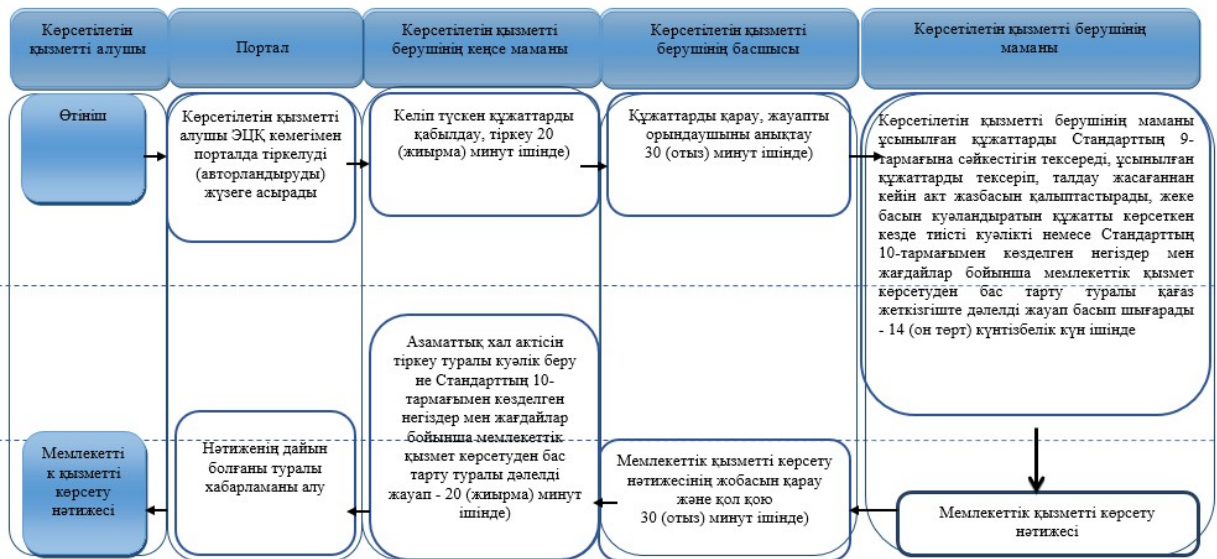 Көрсетілетін
қызметті алушы
Портал
Көрсетілетін қызметті
берушінің кеңсе маманы
Көрсетілетін қызметті
берушінің басшысы
Көрсетілетін қызметті берушінің
маманы
Өтініш
Көрсетілетін қызметті
алушы ЭЦҚ көмегімен
порталда тіркелуді
(авторландыруды)
жүзеге асырады
Келіп түскен құжаттарды
қабылдау, тіркеу 20
(жиырма) минут ішінде)
Құжаттарды қарау, жауапты
орындаушыны анықтау
30 (отыз) минут ішінде)
Көрсетілетін қызметті берушінің маманы
ұсынылған құжаттарды Стандарттың 9-
тармағына сәйкестігін тексереді, ұсынылған
құжаттарды тексеріп, талдау жасағаннан
кейін акт жазбасын қалыптастырады, жеке
басын куәландыратын құжатты көрсеткен
кезде тиісті куәлікті немесе Стандарттың
10-тармағымен көзделген негіздер мен
жағдайлар бойынша мемлекеттік қызмет
көрсетуден бас тарту туралы қағаз
жеткізгіште дәлелді жауап басып шығарады
- 14 (он төрт) күнтізбелік күн ішінде
Мемлекетті
к қызметті
көрсету
нәтижесі
Нәтиженің дайын
болғаны туралы
хабарламаны алу
Азаматтық хал актісін
тіркеу туралы куәлік беру
не Стандарттың 10-
тармағымен көзделген
негіздер мен жағдайлар
бойынша мемлекеттік
қызмет көрсетуден бас
тарту туралы дәлелді
жауап - 20 (жиырма) минут
ішінде)
Мемлекеттік қызметті көрсету
нәтижесінің жобасын қарау
және қол қою
30 (отыз) минут ішінде)
Мемлекеттік қызметті көрсету
нәтижесі